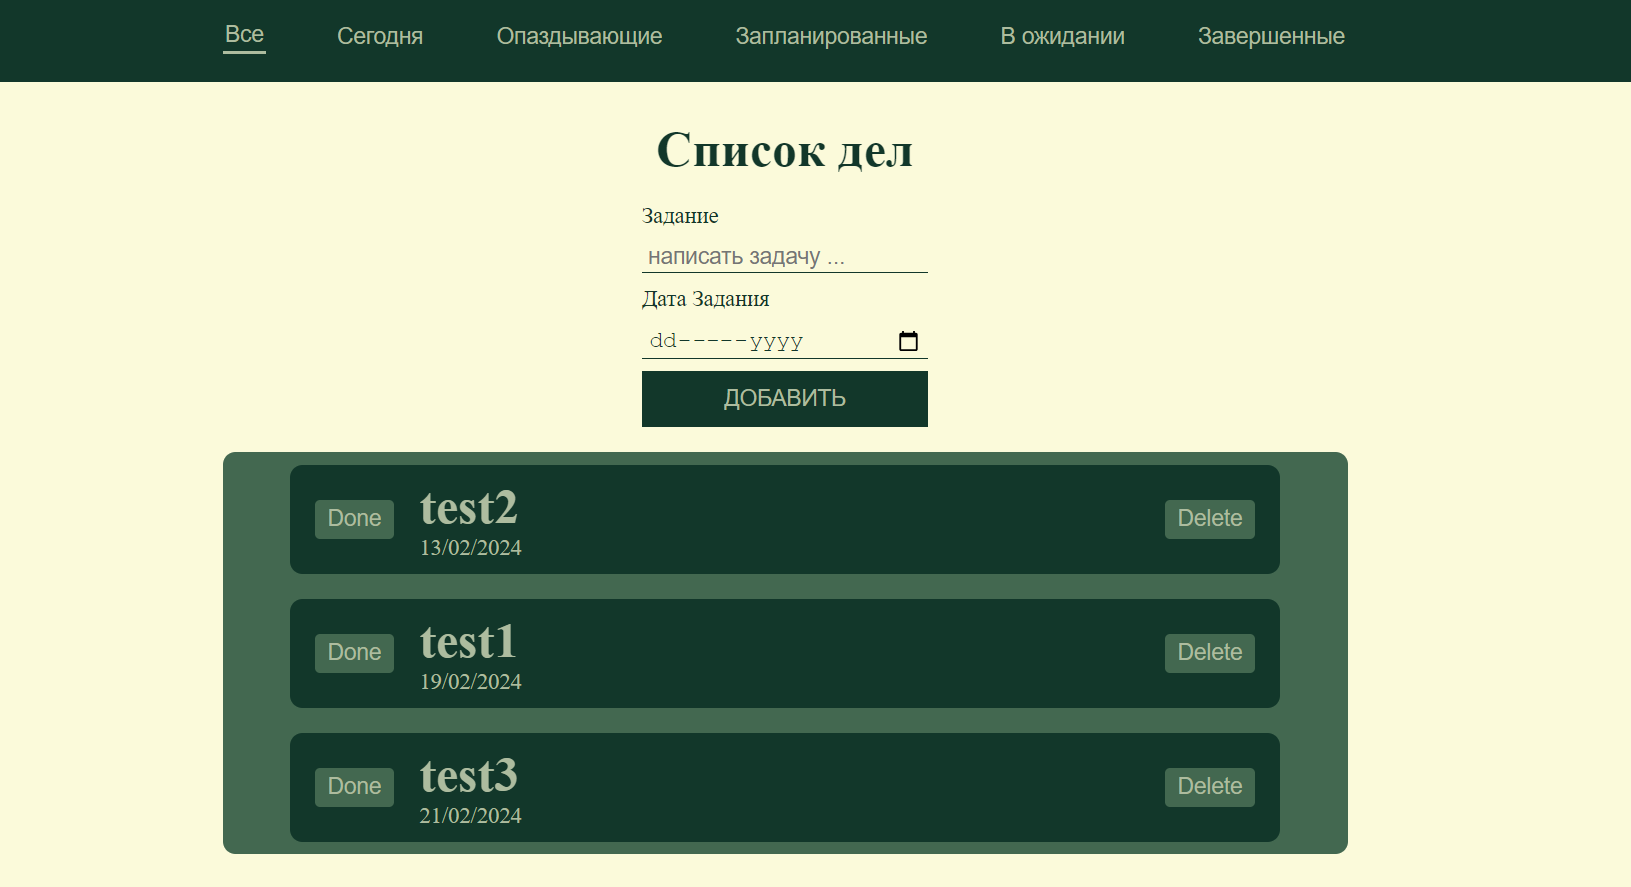 Все Сегодня Опаздывающие Запланированные В ожидании Завершенные
Список дел
Задание
написать задачу ...
Дата Задания
dd-----yyyy
ДОБАВИТЬ
Done test2 Delete
13/02/2024
Done test1 Delete
19/02/2024
Done test3 Delete
21/02/2024